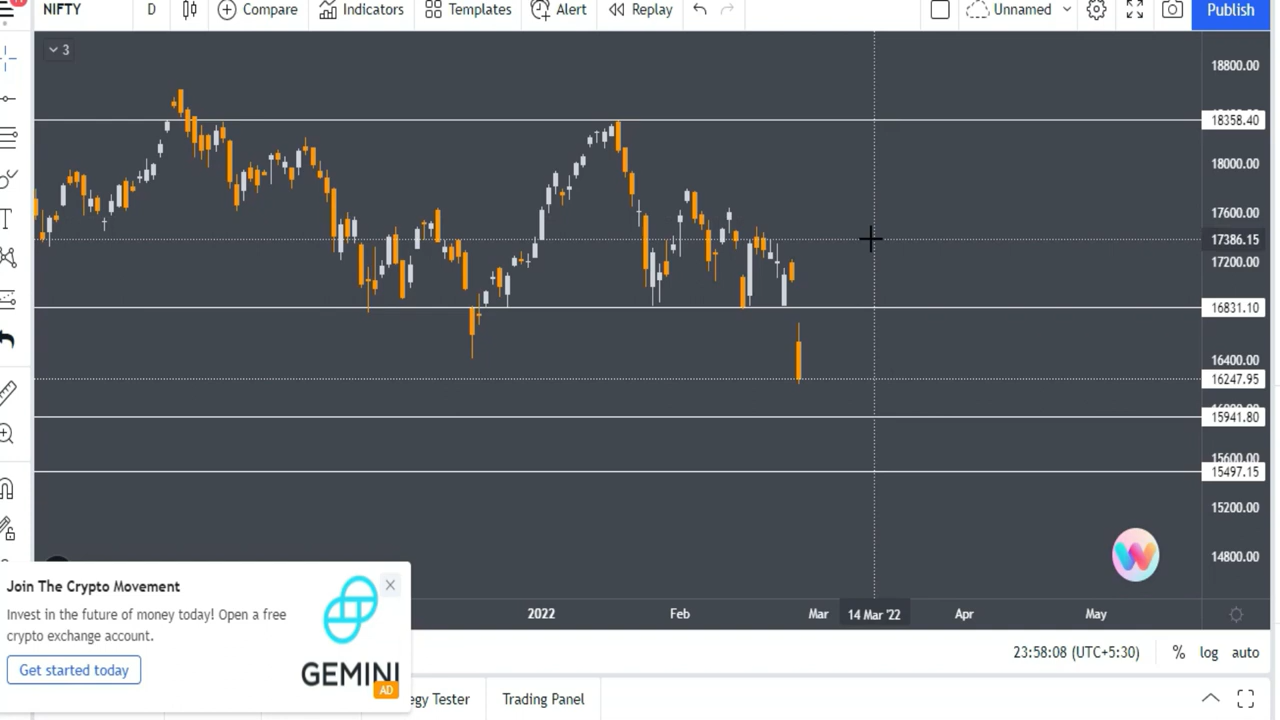 NIFTY D Compare Indicators Templates Alert Replay Unnamed Publish
3
18800.00
18358.40
18000.00
17600.00
17386.15
17200.00
16831.10
16400.00
16247.95
15941.80
15600.00
15497.15
15200.00
14800.00
Join The Crypto Movement
Invest in the future of money today! Open a free
crypto exchange account.
Get started today
GEMINI
AD
2022 Feb Mar 14 Mar '22 Apr May
23:58:08 (UTC+5:30) % log auto
Tester Trading Panel